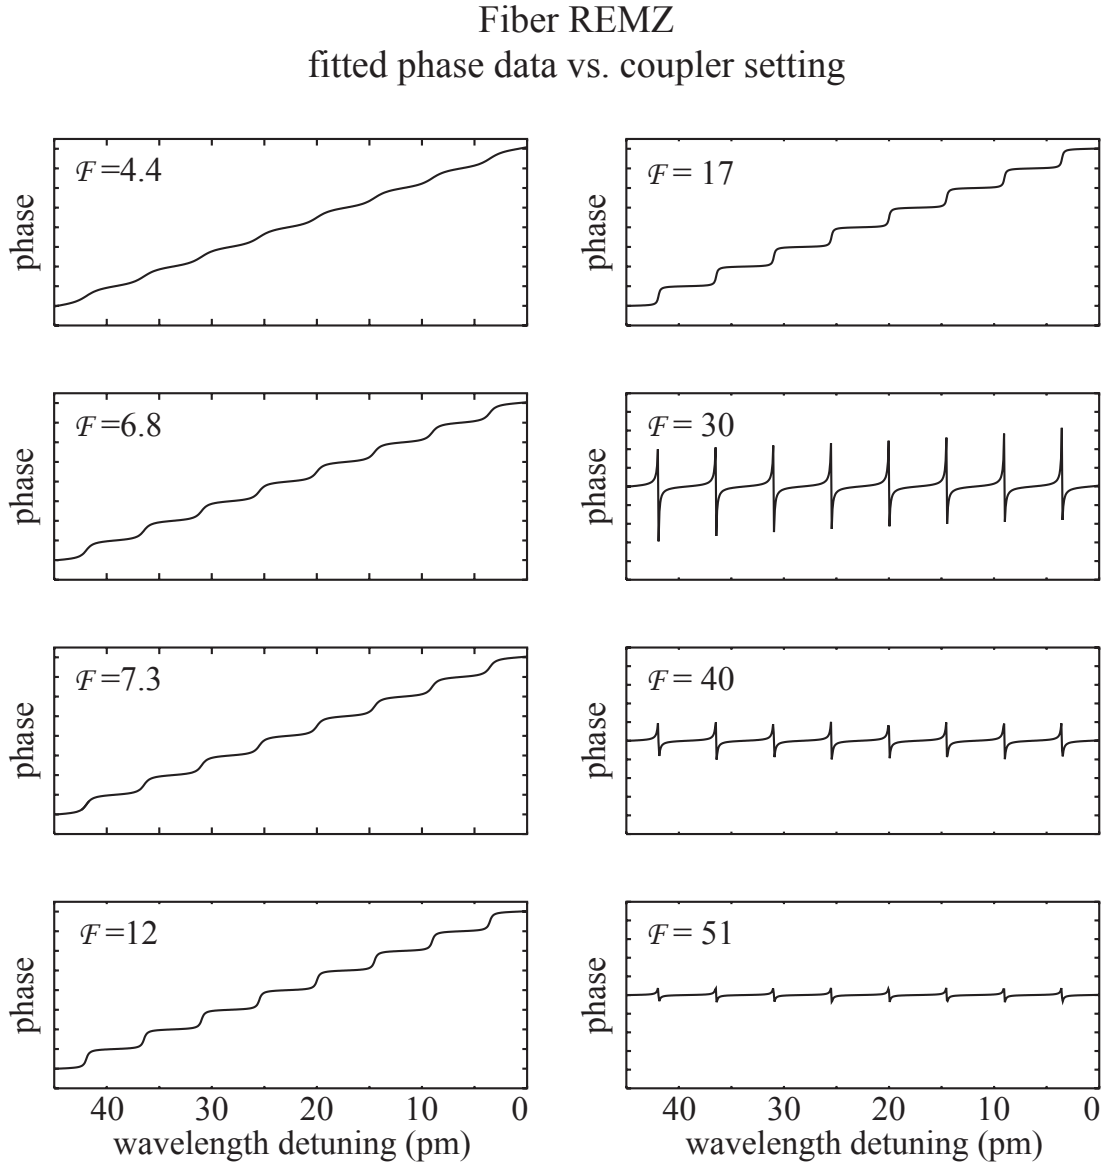 Fiber REMZ
fitted phase data vs. coupler setting
ℱ=4.4
phase
ℱ=6.8
phase
ℱ=7.3
phase
ℱ=12
phase
40 30 20 10 0
wavelength detuning (pm)
ℱ= 17
phase
ℱ= 30
phase
ℱ= 40
phase
ℱ= 51
phase
40 30 20 10 0
wavelength detuning (pm)